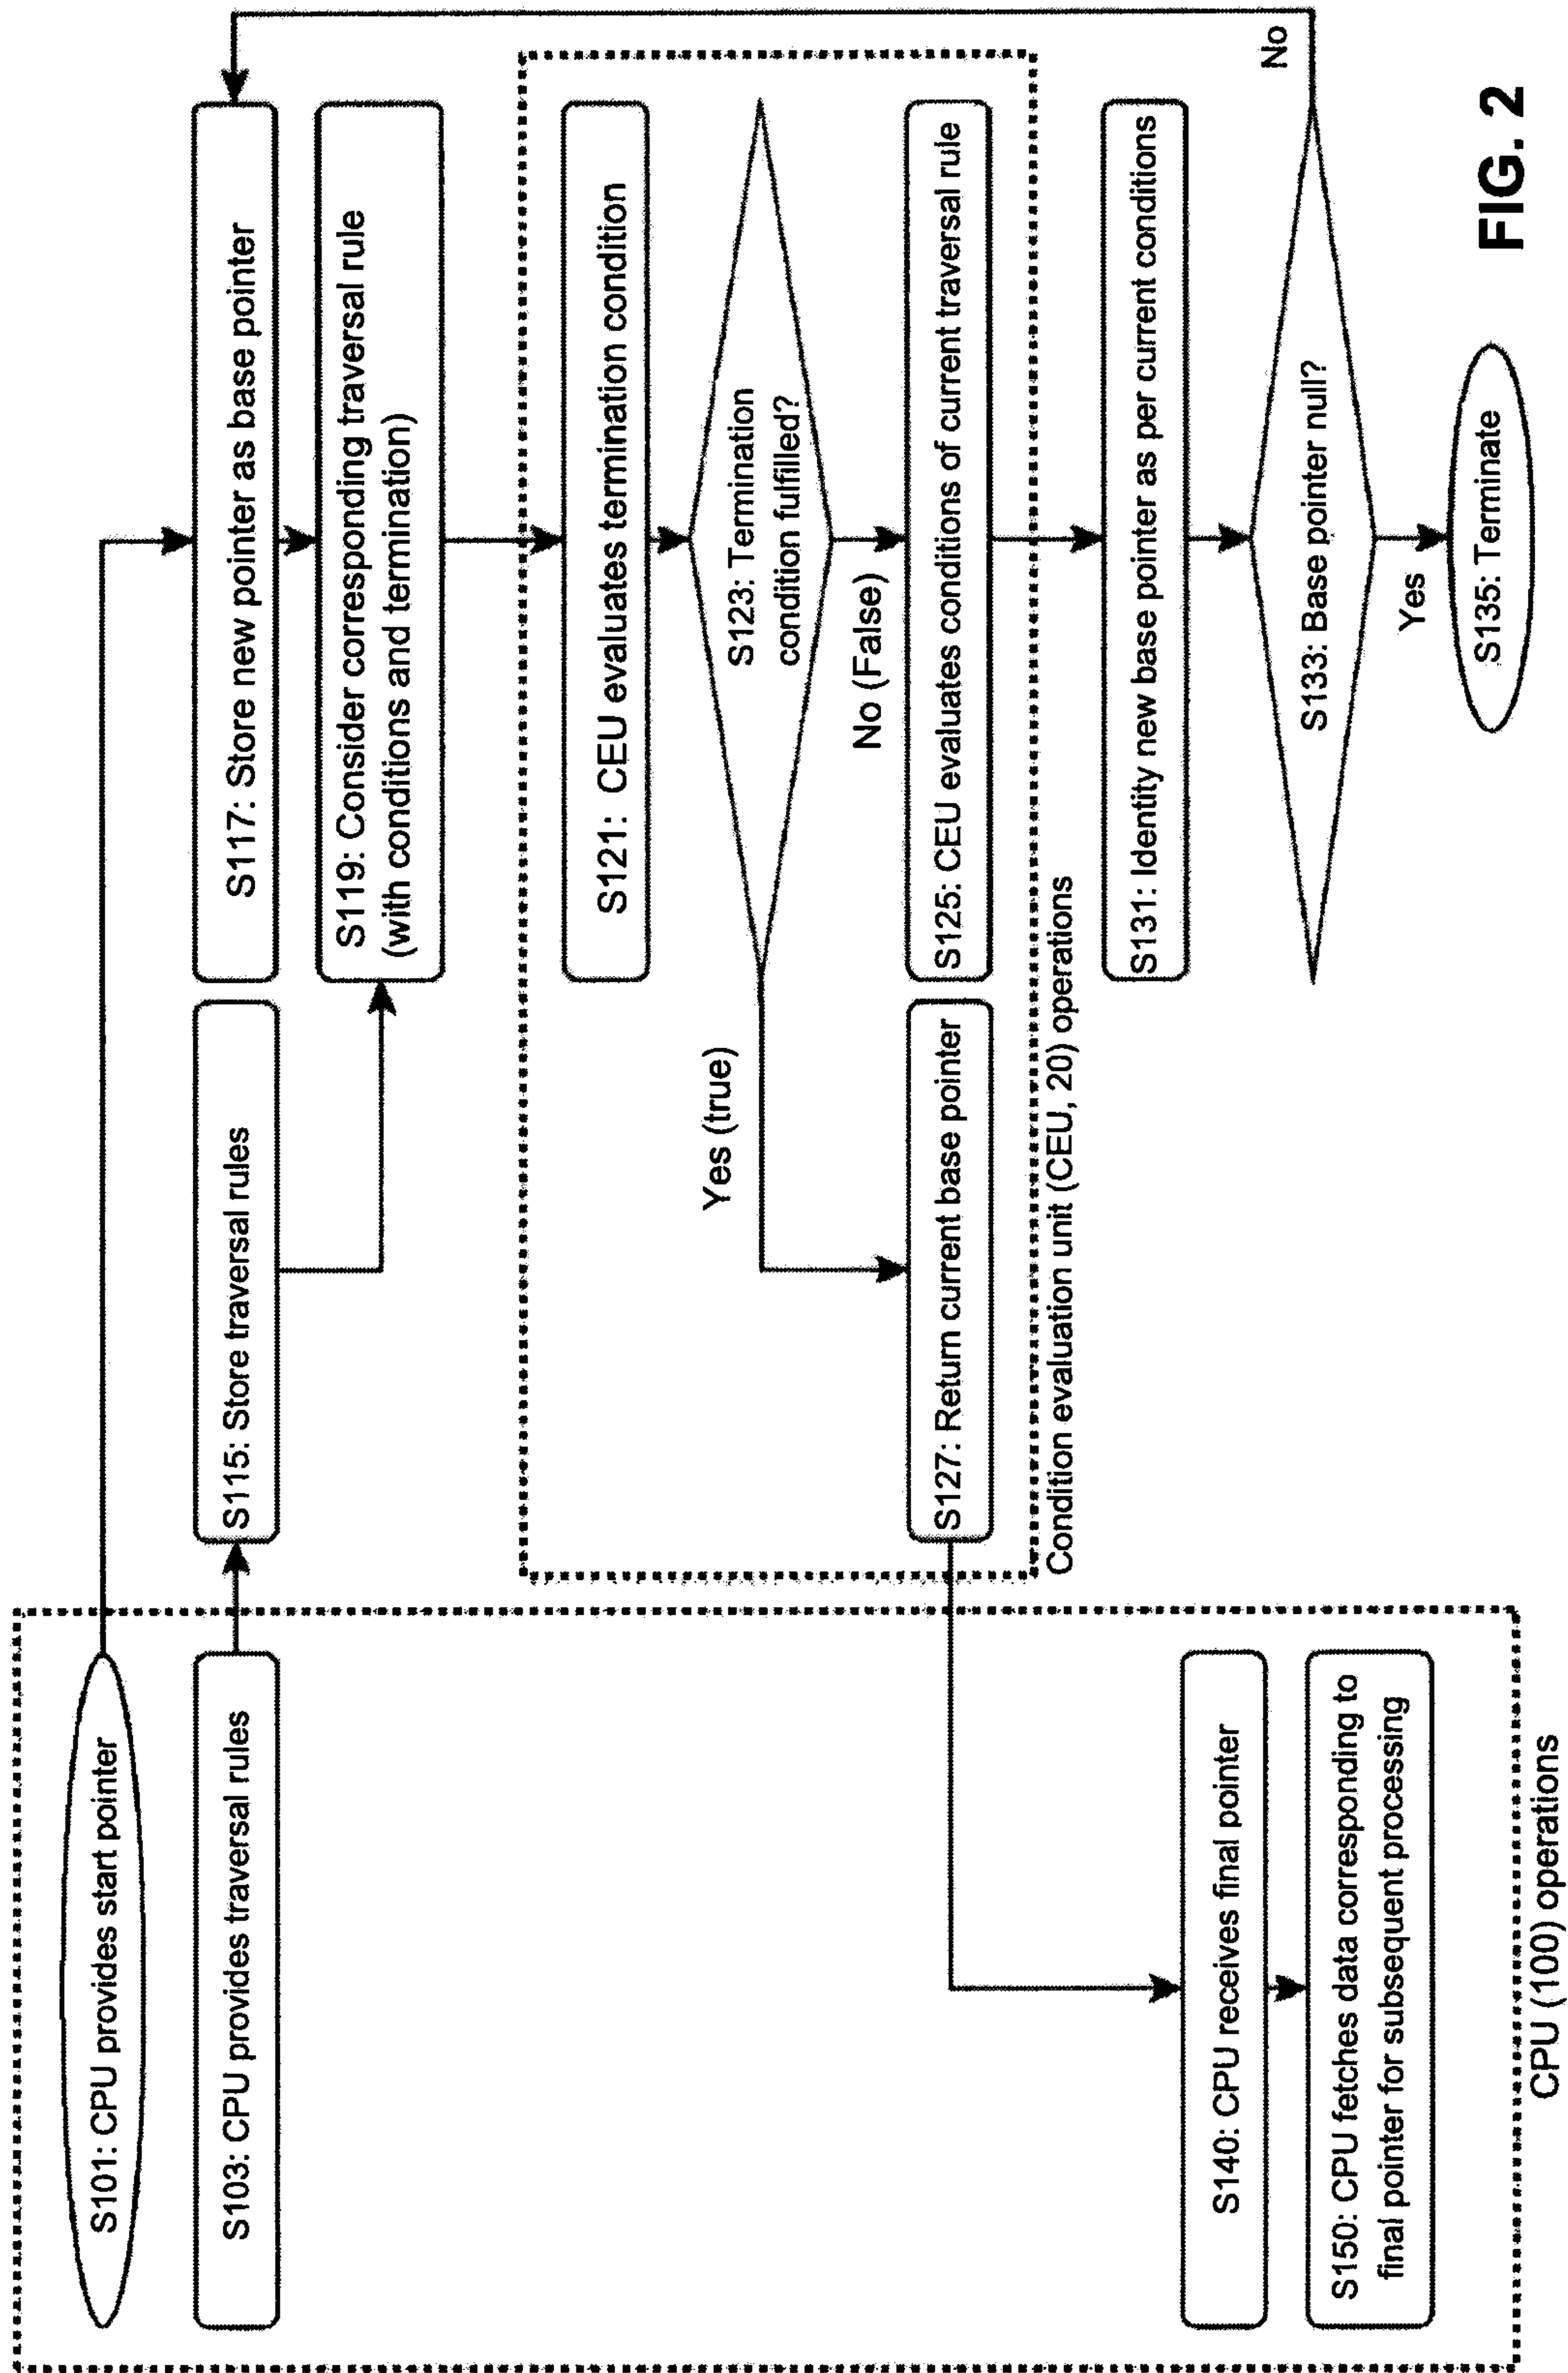 S101: CPU provides start pointer
S103: CPU provides traversal rules
S115: Store traversal rules
S117: Store new pointer as base pointer
S119: Consider corresponding traversal rule
(with conditions and termination)
S121: CEU evaluates termination condition
S123: Termination
condition fulfilled?
Yes (true)
No (False)
S127: Return current base pointer
S125: CEU evaluates conditions of current traversal rule
Condition evaluation unit (CEU, 20) operations
S131: Identity new base pointer as per current conditions
S133: Base pointer null?
No
Yes
S135: Terminate
S140: CPU receives final pointer
S150: CPU fetches data corresponding to
final pointer for subsequent processing
CPU (100) operations
FIG. 2